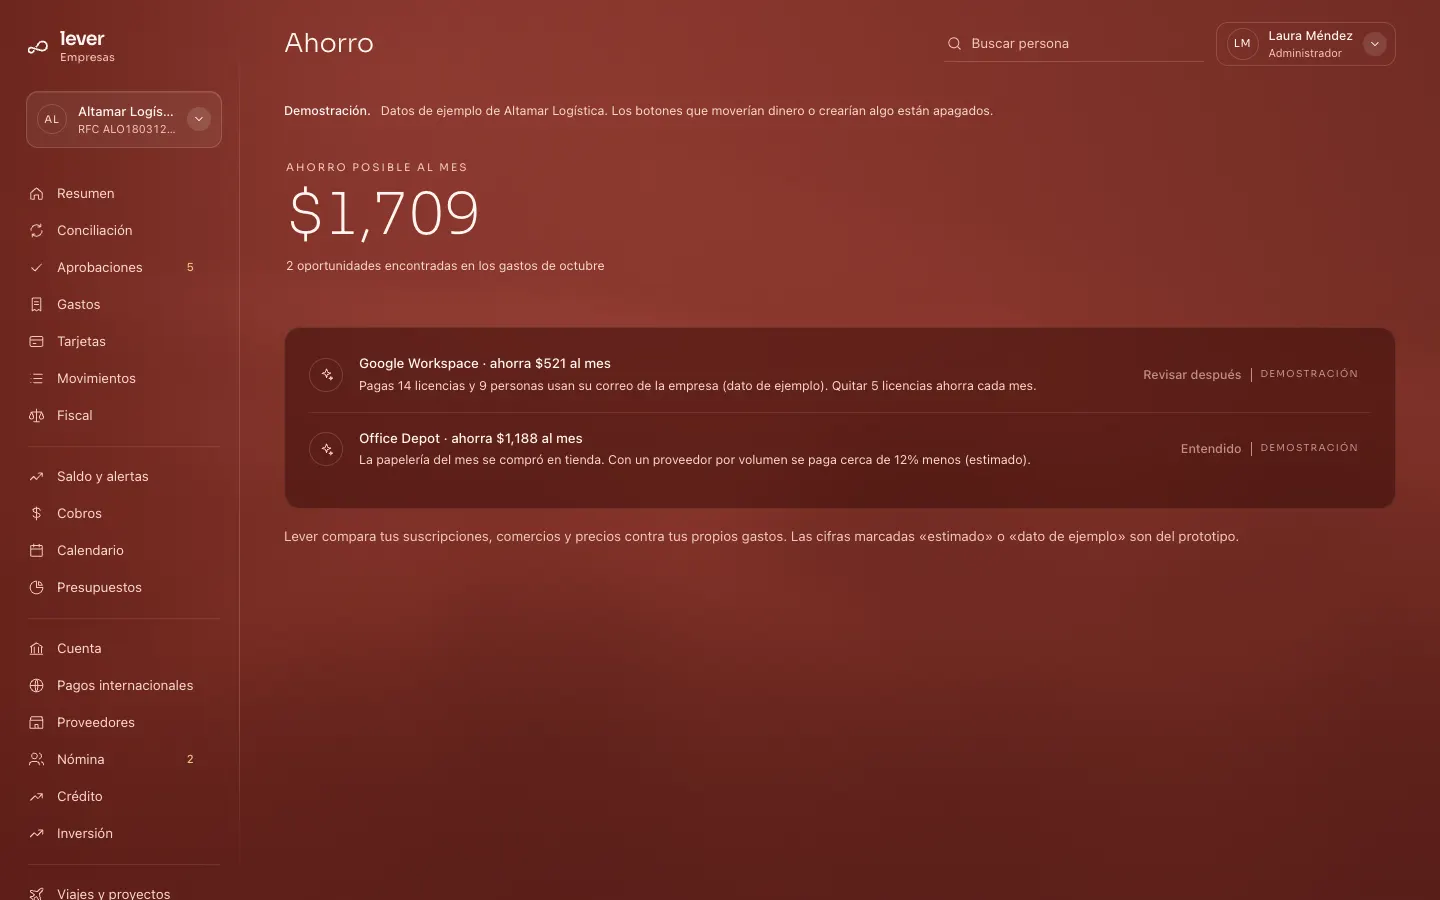 lever
Empresas
AL
Altamar Logís...
RFC ALO180312...
Resumen
Conciliación
Aprobaciones 5
Gastos
Tarjetas
Movimientos
Fiscal
Saldo y alertas
Cobros
Calendario
Presupuestos
Cuenta
Pagos internacionales
Proveedores
Nómina 2
Crédito
Inversión
Viajes y proyectos
Ahorro
Buscar persona
LM
Laura Méndez
Administrador
Demostración. Datos de ejemplo de Altamar Logística. Los botones que moverían dinero o crearían algo están apagados.
AHORRO POSIBLE AL MES
$1,709
2 oportunidades encontradas en los gastos de octubre
Google Workspace · ahorra $521 al mes
Pagas 14 licencias y 9 personas usan su correo de la empresa (dato de ejemplo). Quitar 5 licencias ahorra cada mes.
Revisar después | DEMOSTRACIÓN
Office Depot · ahorra $1,188 al mes
La papelería del mes se compró en tienda. Con un proveedor por volumen se paga cerca de 12% menos (estimado).
Entendido | DEMOSTRACIÓN
Lever compara tus suscripciones, comercios y precios contra tus propios gastos. Las cifras marcadas «estimado» o «dato de ejemplo» son del prototipo.